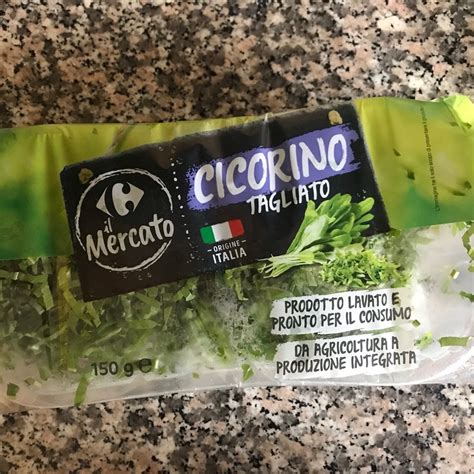 CICORINO
TAGLIATO
il
Mercato
ORIGINE
ITALIA
PRODOTTO LAVATO E
PRONTO PER IL CONSUMO
DA AGRICOLTURA A
PRODUZIONE INTEGRATA
150 g e